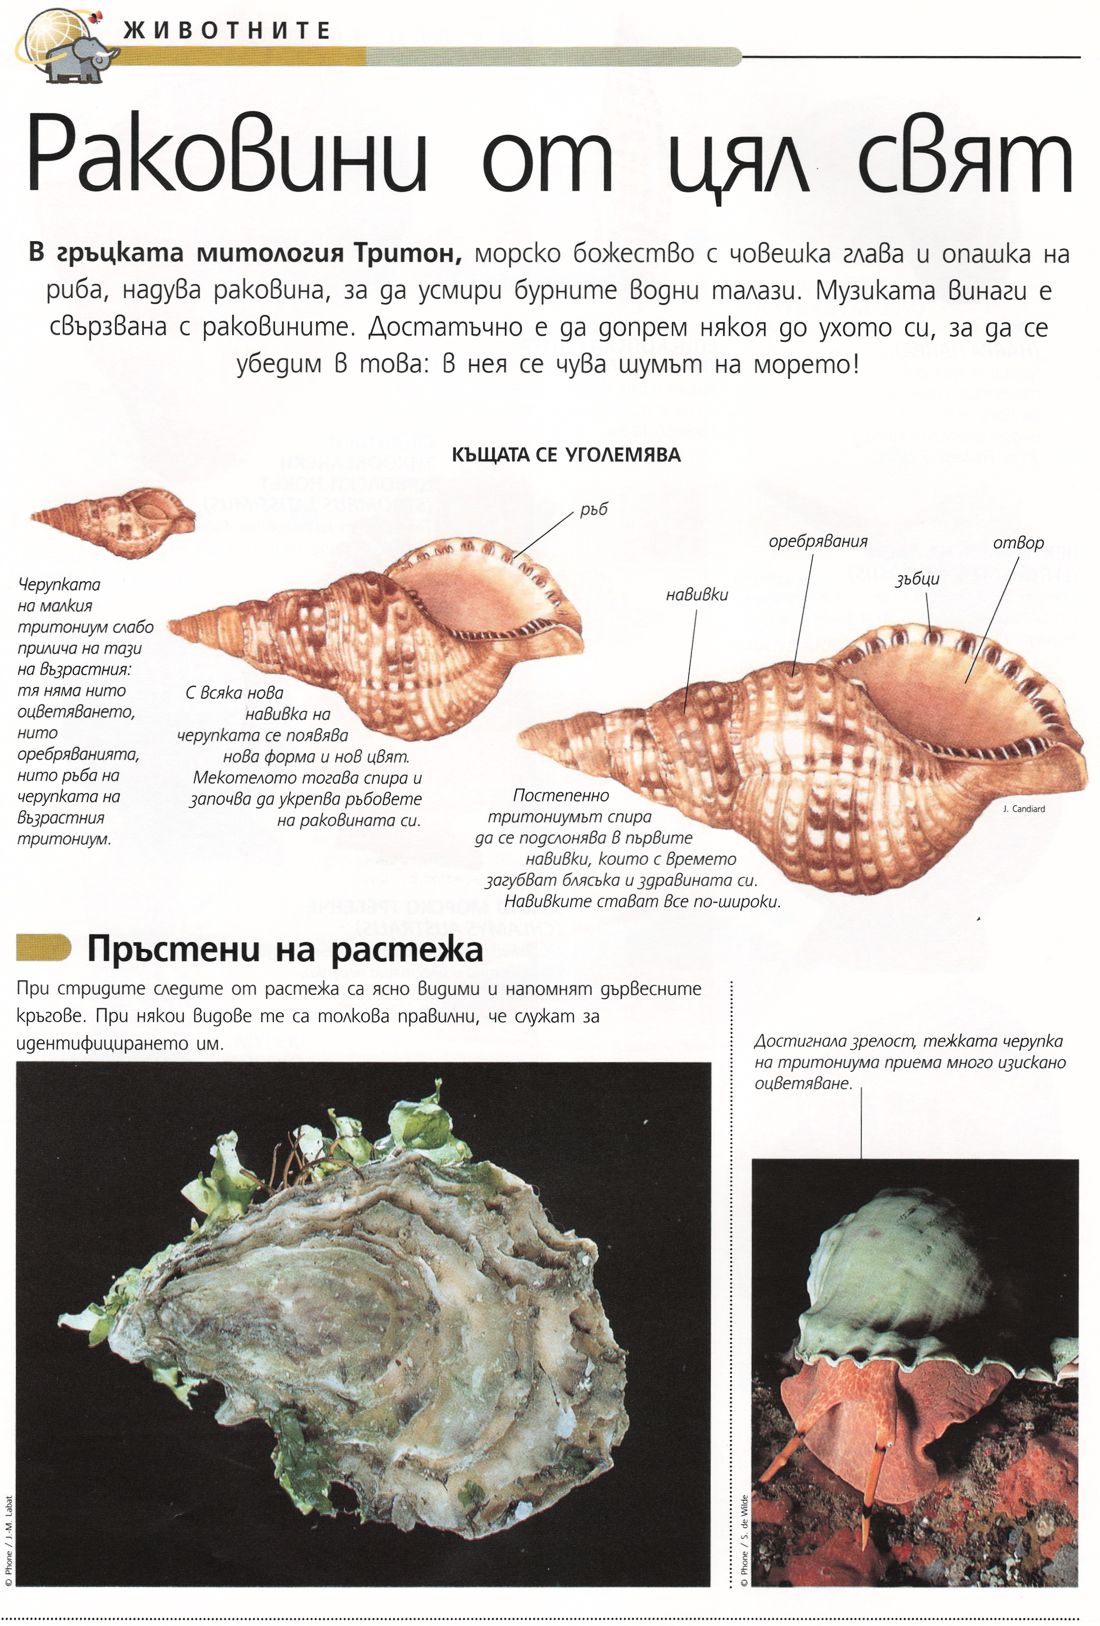 ЖИВОТНИТЕ
Раковини от цял свят
В гръцката митология Тритон, морско божество с човешка глава и опашка на
риба, надува раковина, за да усмири бурните водни талази. Музиката винаги е
свързвана с раковините. Достатъчно е да допрем някоя до ухото си, за да се
убедим в това: в нея се чува шумът на морето!
КЪЩАТА СЕ УГОЛЕМЯВА
ръб
оребрявания
отвор
зъбци
навивки
Черупката
на малкия
тритониум слабо
прилича на тази
на възрастния:
тя няма нито
оцветяването,
нито
оребряванията,
нито ръба на
черупката на
възрастния
тритониум.
С всяка нова
навивка на
черупката се появява
нова форма и нов цвят.
Мекотелото тогава спира и
започва да укрепва ръбовете
на раковината си.
Постепенно
тритониумът спира
да се подслонява в първите
навивки, които с времето
загубват блясъка и здравината си.
Навивките стават все по-широки.
J. Candiard
Пръстени на растежа
При стридите следите от растежа са ясно видими и напомнят дървесните
кръгове. При някои видове те са толкова правилни, че служат за
идентифицирането им.
Достигнала зрелост, тежката черупка
на тритониума приема много изискано
оцветяване.
© Phone / J.-M. Labat
© Phone / S. de Wilde